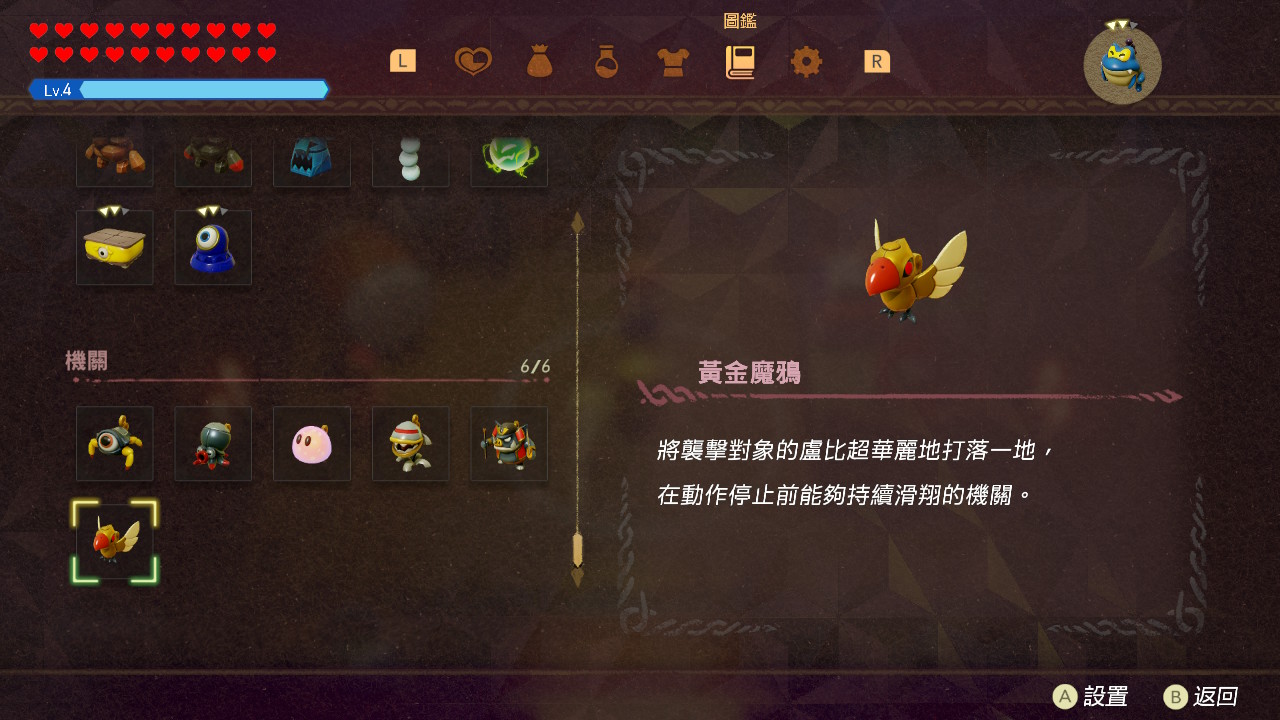 圖鑑
L
R
Lv.4
機關
6/6
黃金魔鴉
將襲擊對象的盧比超華麗地打落一地，
在動作停止前能夠持續滑翔的機關。
A 設置
B 返回